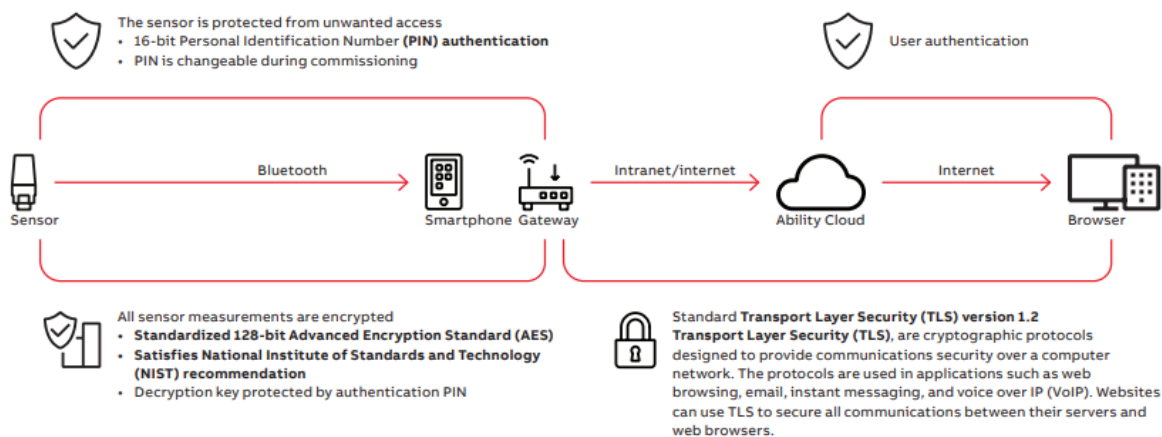 The sensor is protected from unwanted access
• 16-bit Personal Identification Number (PIN) authentication
• PIN is changeable during commissioning
User authentication
Bluetooth
Intranet/internet
Internet
Sensor
Smartphone
Gateway
Ability Cloud
Browser
All sensor measurements are encrypted
• Standardized 128-bit Advanced Encryption Standard (AES)
• Satisfies National Institute of Standards and Technology
(NIST) recommendation
• Decryption key protected by authentication PIN
Standard Transport Layer Security (TLS) version 1.2
Transport Layer Security (TLS), are cryptographic protocols
designed to provide communications security over a computer
network. The protocols are used in applications such as web
browsing, email, instant messaging, and voice over IP (VoIP). Websites
can use TLS to secure all communications between their servers and
web browsers.